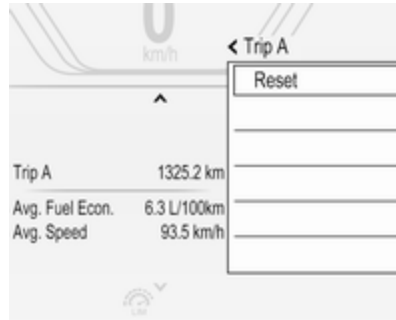 0
km/h
Trip A
Reset
Trip A 1325.2 km
Avg. Fuel Econ. 6.3 L/100km
Avg. Speed 93.5 km/h
LIM